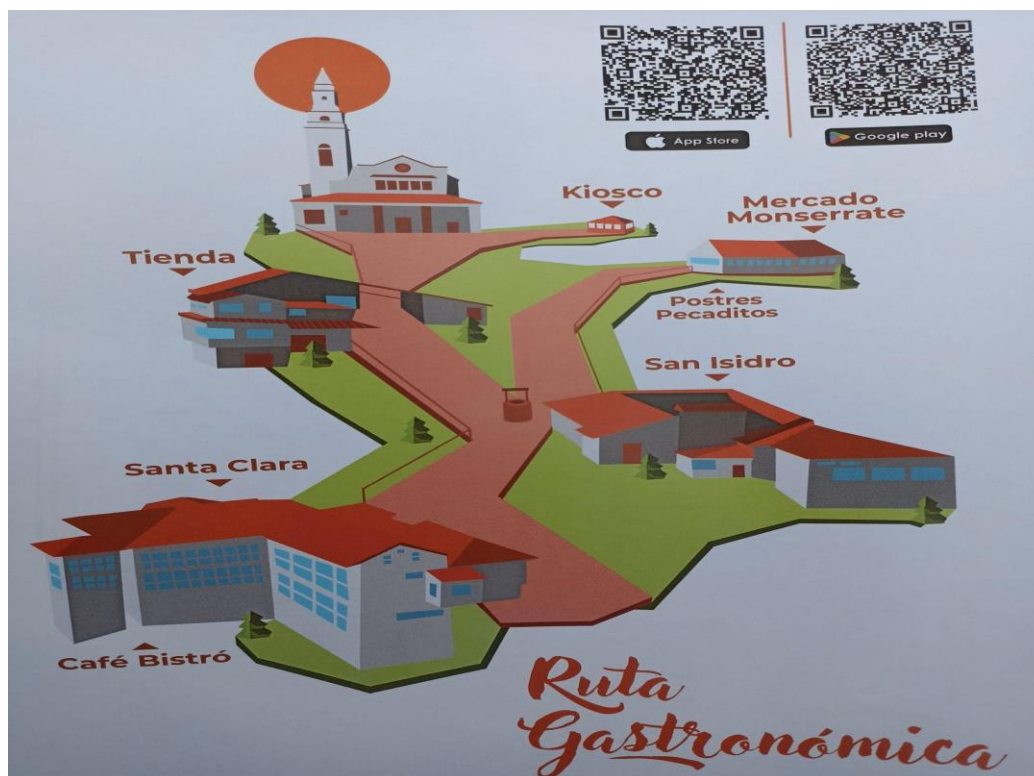 App Store
Google play
Kiosco
Mercado
Monserrate
Tienda
Postres
Pecaditos
San Isidro
Santa Clara
Café Bistró
Ruta
Gastronómica